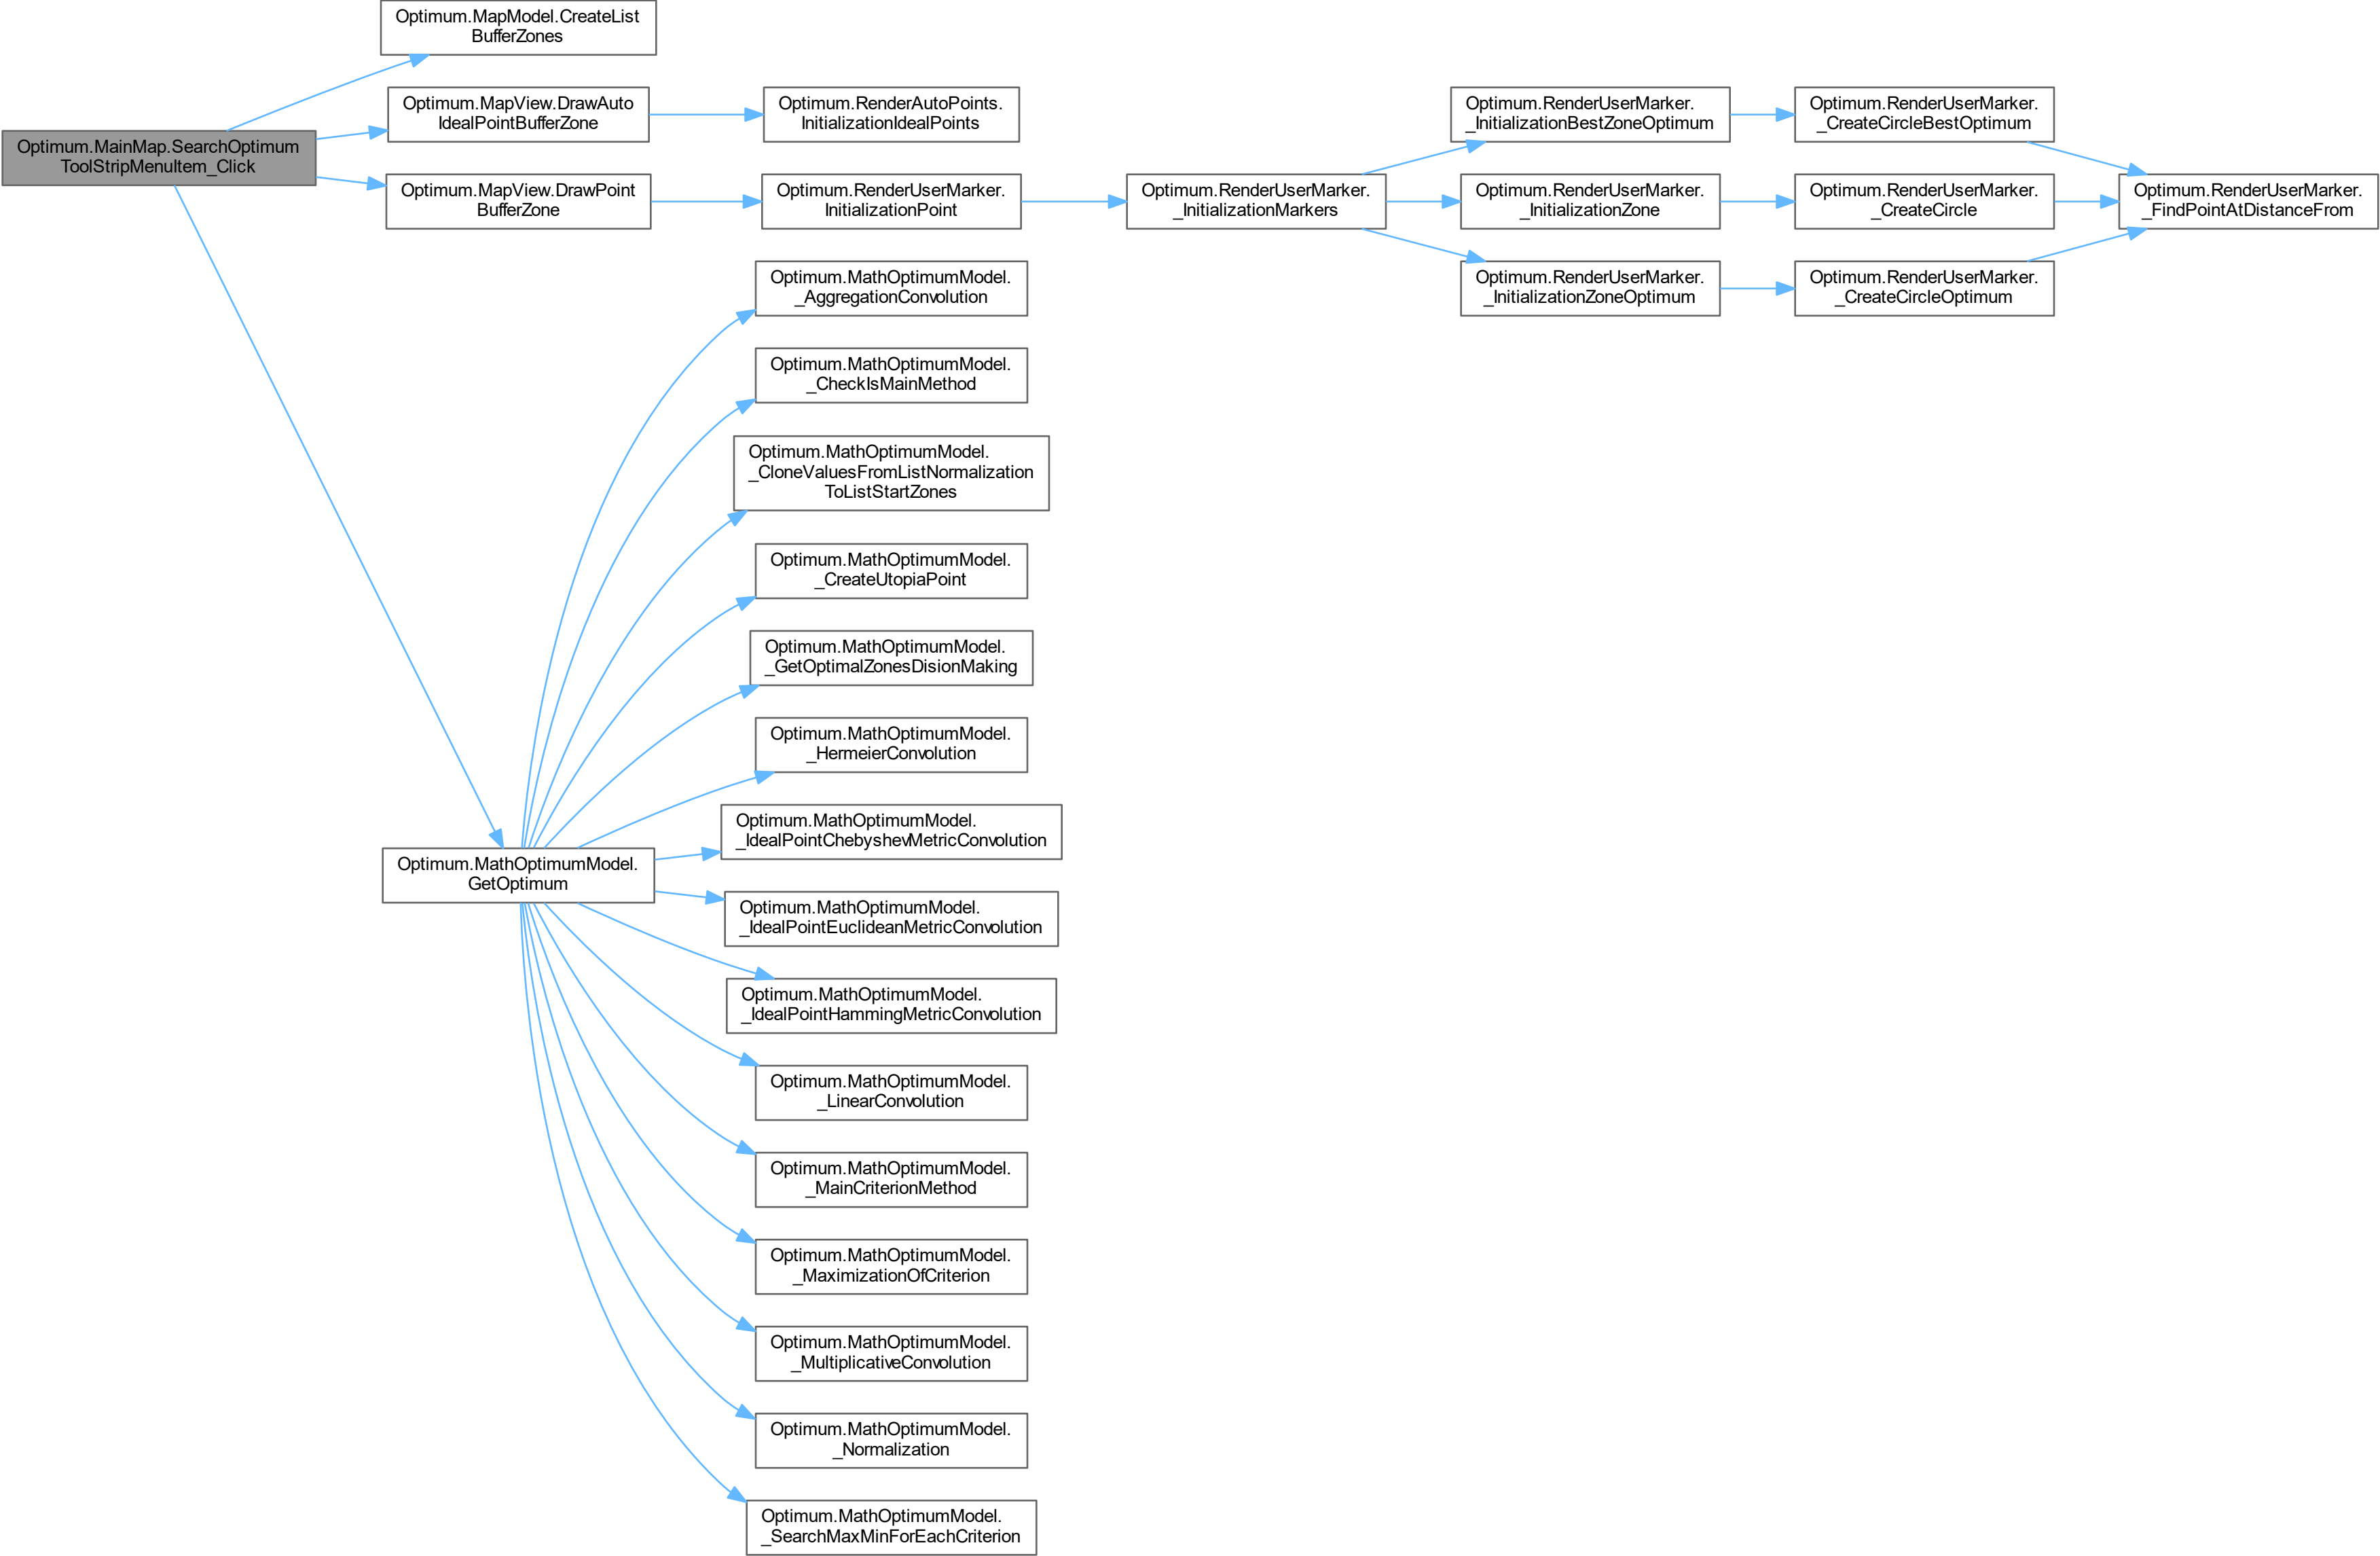 Optimum.MainMap.SearchOptimum
ToolStripMenuItem_Click
Optimum.MapModel.CreateList
BufferZones
Optimum.MapView.DrawAuto
IdealPointBufferZone
Optimum.RenderAutoPoints.
InitializationIdealPoints
Optimum.MapView.DrawPoint
BufferZone
Optimum.RenderUserMarker.
InitializationPoint
Optimum.RenderUserMarker.
_InitializationMarkers
Optimum.RenderUserMarker.
_InitializationBestZoneOptimum
Optimum.RenderUserMarker.
_CreateCircleBestOptimum
Optimum.RenderUserMarker.
_InitializationZone
Optimum.RenderUserMarker.
_CreateCircle
Optimum.RenderUserMarker.
_FindPointAtDistanceFrom
Optimum.RenderUserMarker.
_InitializationZoneOptimum
Optimum.RenderUserMarker.
_CreateCircleOptimum
Optimum.MathOptimumModel.
GetOptimum
Optimum.MathOptimumModel.
_AggregationConvolution
Optimum.MathOptimumModel.
_CheckIsMainMethod
Optimum.MathOptimumModel.
_CloneValuesFromListNormalization
ToListStartZones
Optimum.MathOptimumModel.
_CreateUtopiaPoint
Optimum.MathOptimumModel.
_GetOptimalZonesDisionMaking
Optimum.MathOptimumModel.
_HermeierConvolution
Optimum.MathOptimumModel.
_IdealPointChebyshevMetricConvolution
Optimum.MathOptimumModel.
_IdealPointEuclideanMetricConvolution
Optimum.MathOptimumModel.
_IdealPointHammingMetricConvolution
Optimum.MathOptimumModel.
_LinearConvolution
Optimum.MathOptimumModel.
_MainCriterionMethod
Optimum.MathOptimumModel.
_MaximizationOfCriterion
Optimum.MathOptimumModel.
_MultiplicativeConvolution
Optimum.MathOptimumModel.
_Normalization
Optimum.MathOptimumModel.
_SearchMaxMinForEachCriterion